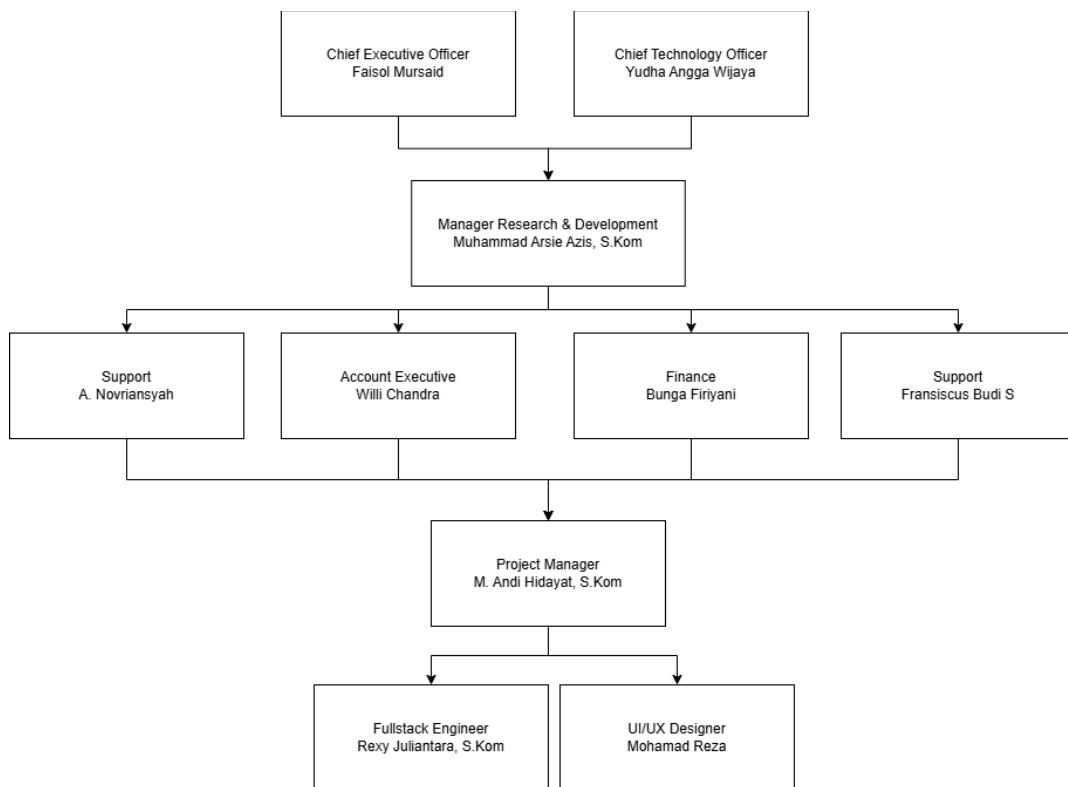 Chief Executive Officer
Faisol Mursaid
Chief Technology Officer
Yudha Angga Wijaya
Manager Research & Development
Muhammad Arsie Azis, S.Kom
Support
A. Novriansyah
Account Executive
Willi Chandra
Finance
Bunga Firiyani
Support
Fransiscus Budi S
Project Manager
M. Andi Hidayat, S.Kom
Fullstack Engineer
Rexy Juliantara, S.Kom
UI/UX Designer
Mohamad Reza